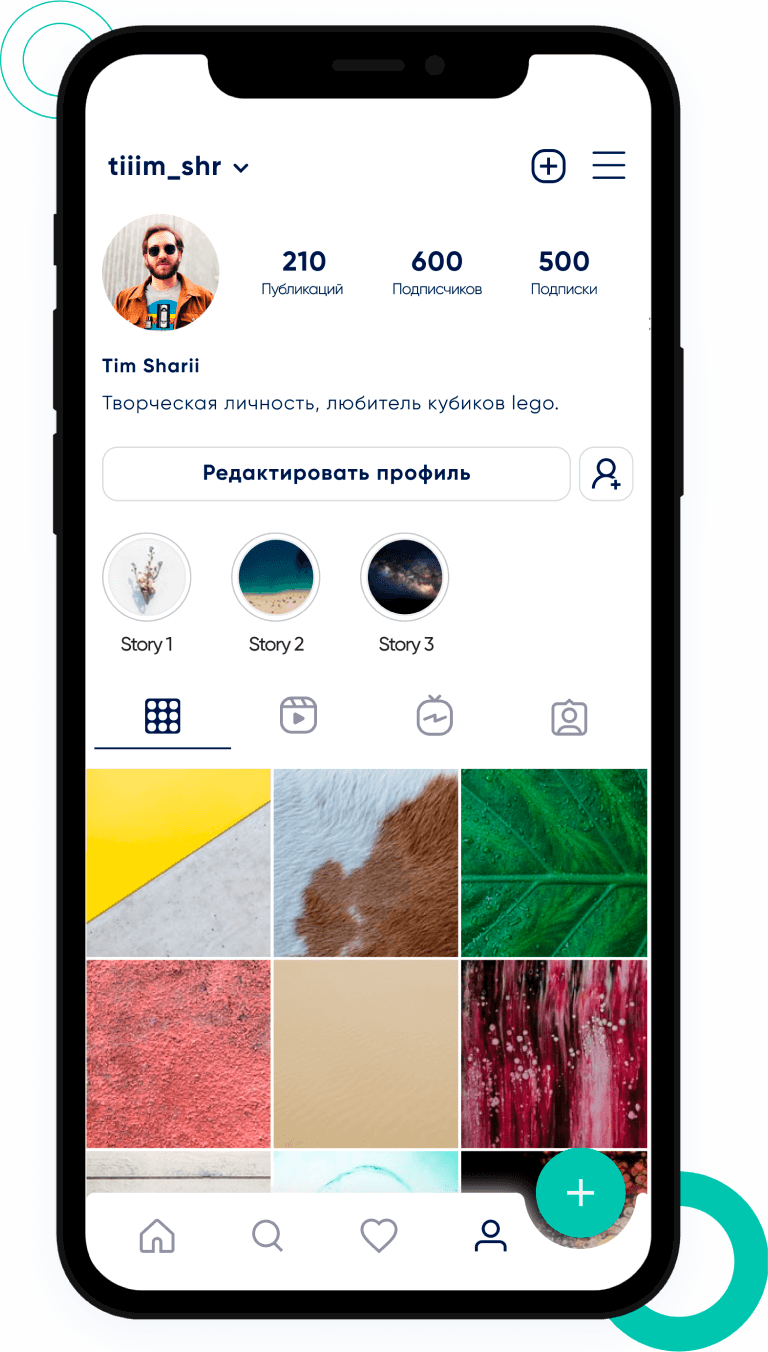 tiiim_shr
210 600 500
Публикаций Подписчиков Подписки
Tim Sharii
Творческая личность, любитель кубиков lego.
Редактировать профиль
Story 1 Story 2 Story 3